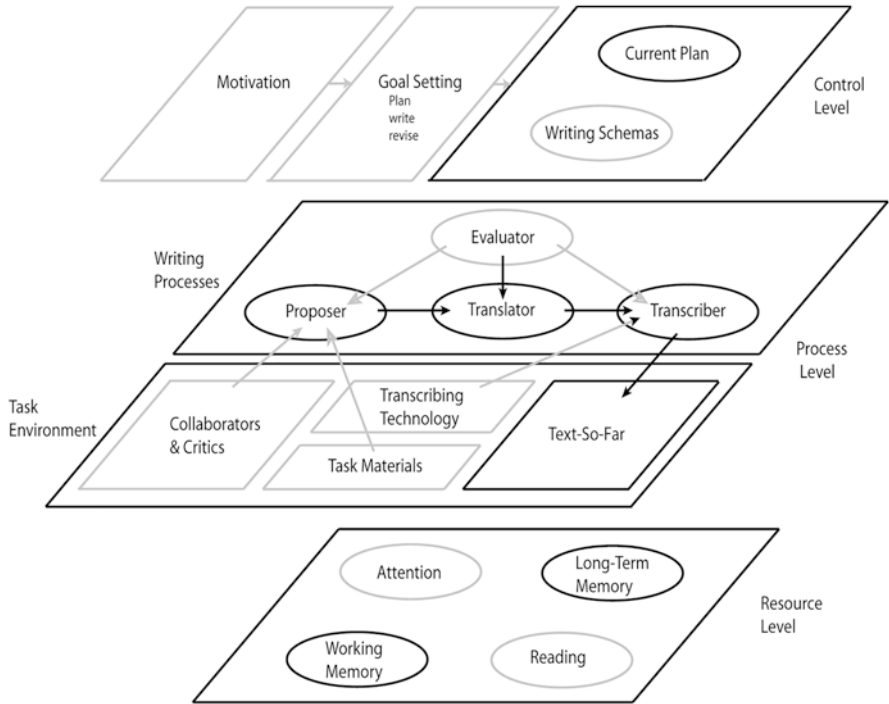 Current Plan
Motivation
Goal Setting
Plan
write
revise
Control
Level
Writing Schemas
Evaluator
Writing
Processes
Proposer
Translator
Transcriber
Process
Level
Task
Environment
Collaborators
& Critics
Transcribing
Technology
Text-So-Far
Task Materials
Attention
Long-Term
Memory
Resource
Level
Working
Memory
Reading